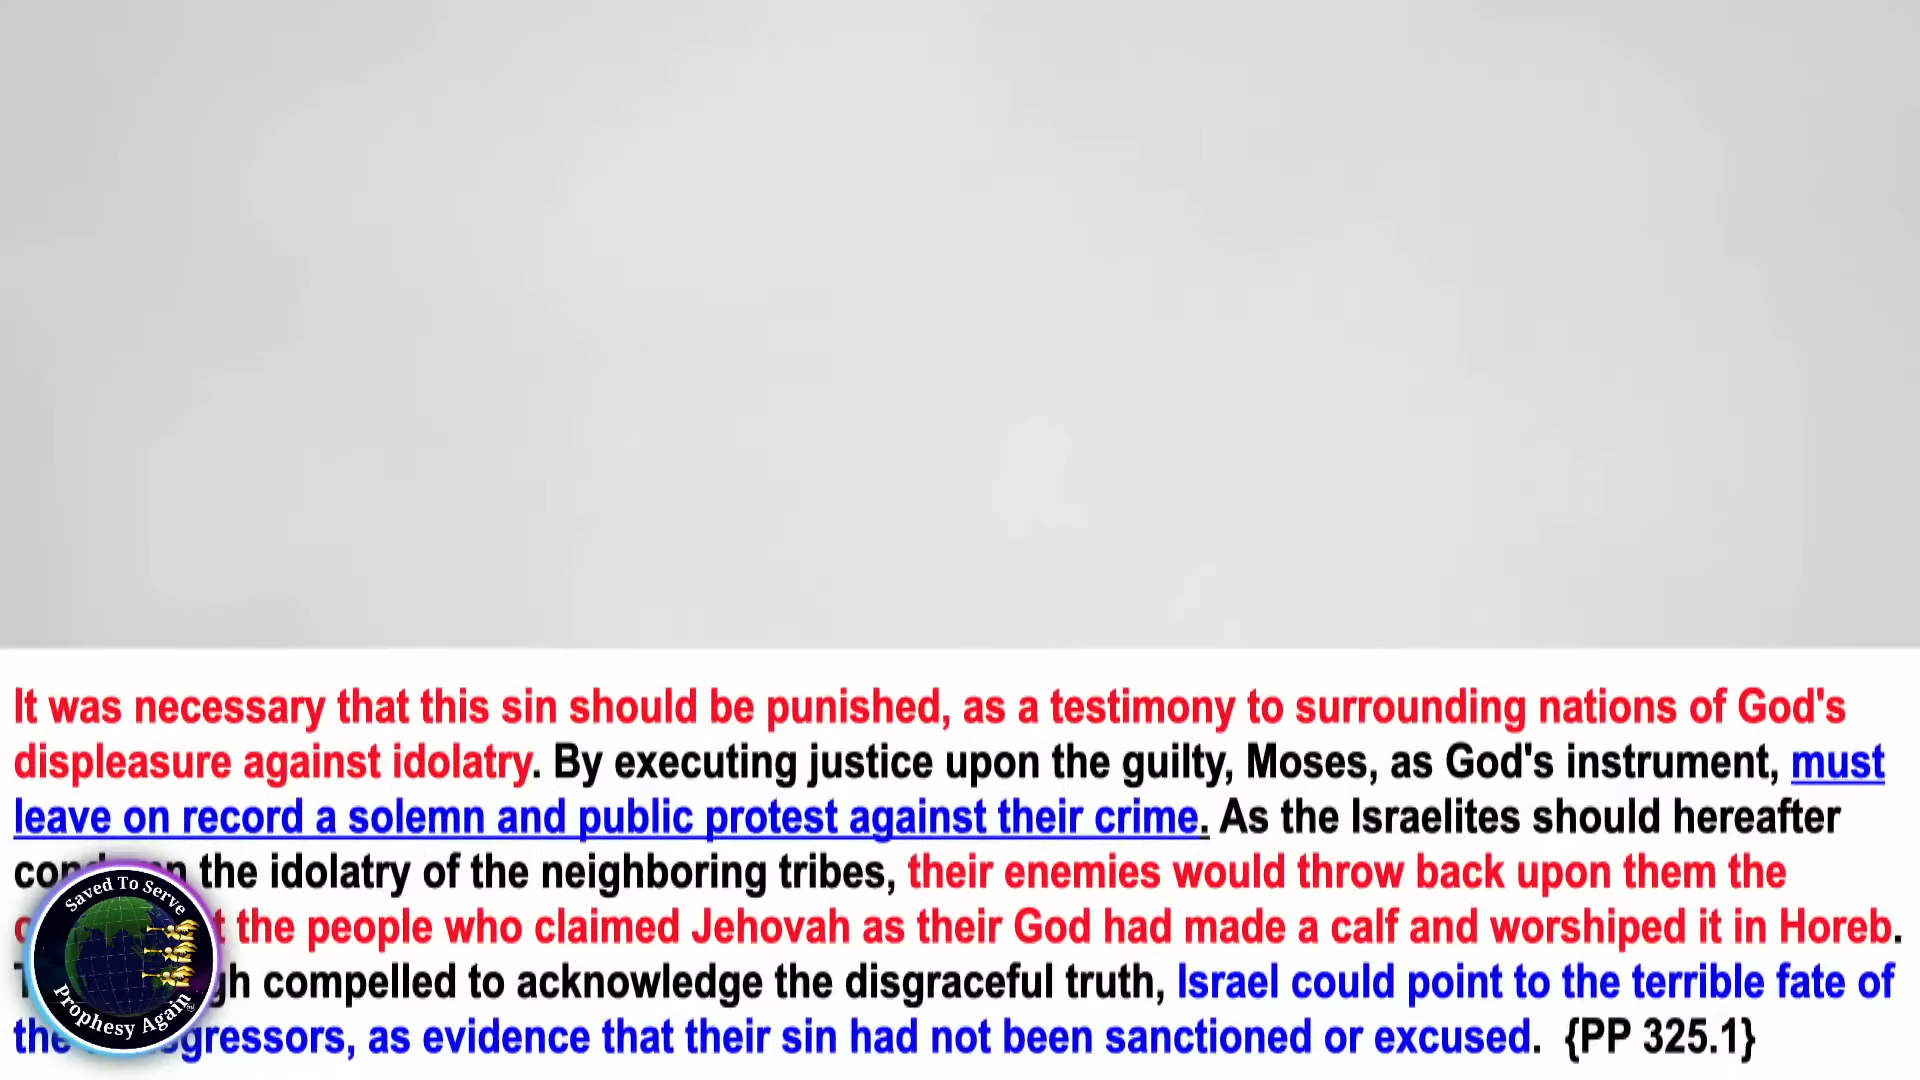 It was necessary that this sin should be punished, as a testimony to surrounding nations of God's
displeasure against idolatry. By executing justice upon the guilty, Moses, as God's instrument, must
leave on record a solemn and public protest against their crime. As the Israelites should hereafter
the idolatry of the neighboring tribes, their enemies would throw back upon them the
the people who claimed Jehovah as their God had made a calf and worshiped it in Horeb.
compelled to acknowledge the disgraceful truth, Israel could point to the terrible fate of
as evidence that their sin had not been sanctioned or excused. {PP 325.1}
Saved To Serve
Prophesy Again®